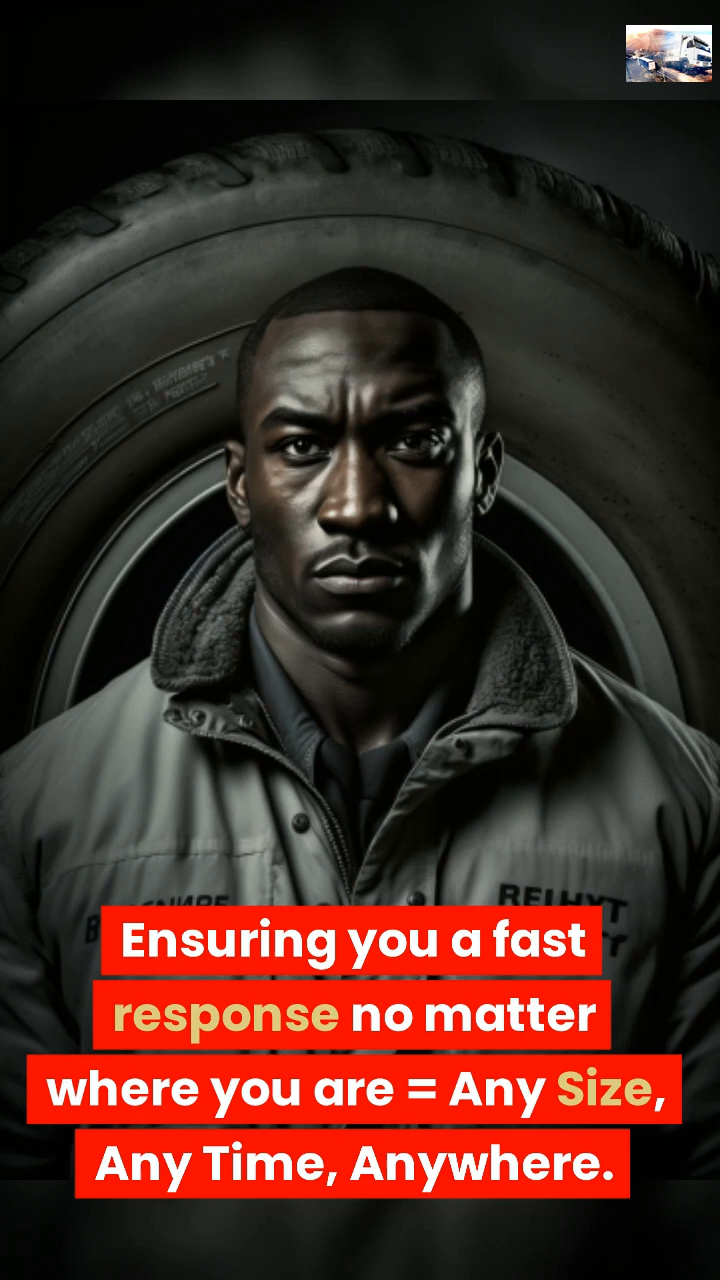 Ensuring you a fast
response no matter
where you are = Any Size,
Any Time, Anywhere.